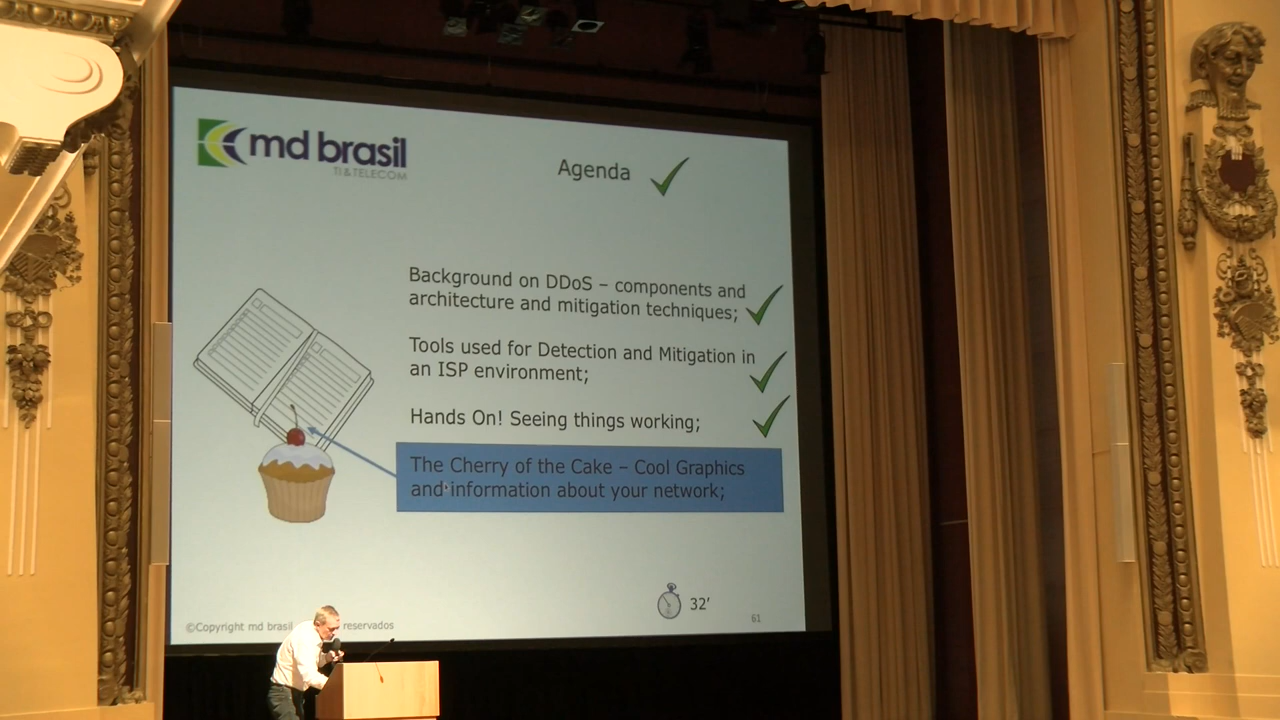 md brasil
TI & TELECOM
Agenda
Background on DDoS – components and
architecture and mitigation techniques;
Tools used for Detection and Mitigation in
an ISP environment;
Hands On! Seeing things working;
The Cherry of the Cake – Cool Graphics
and information about your network;
32'
©Copyright md brasil reservados
61